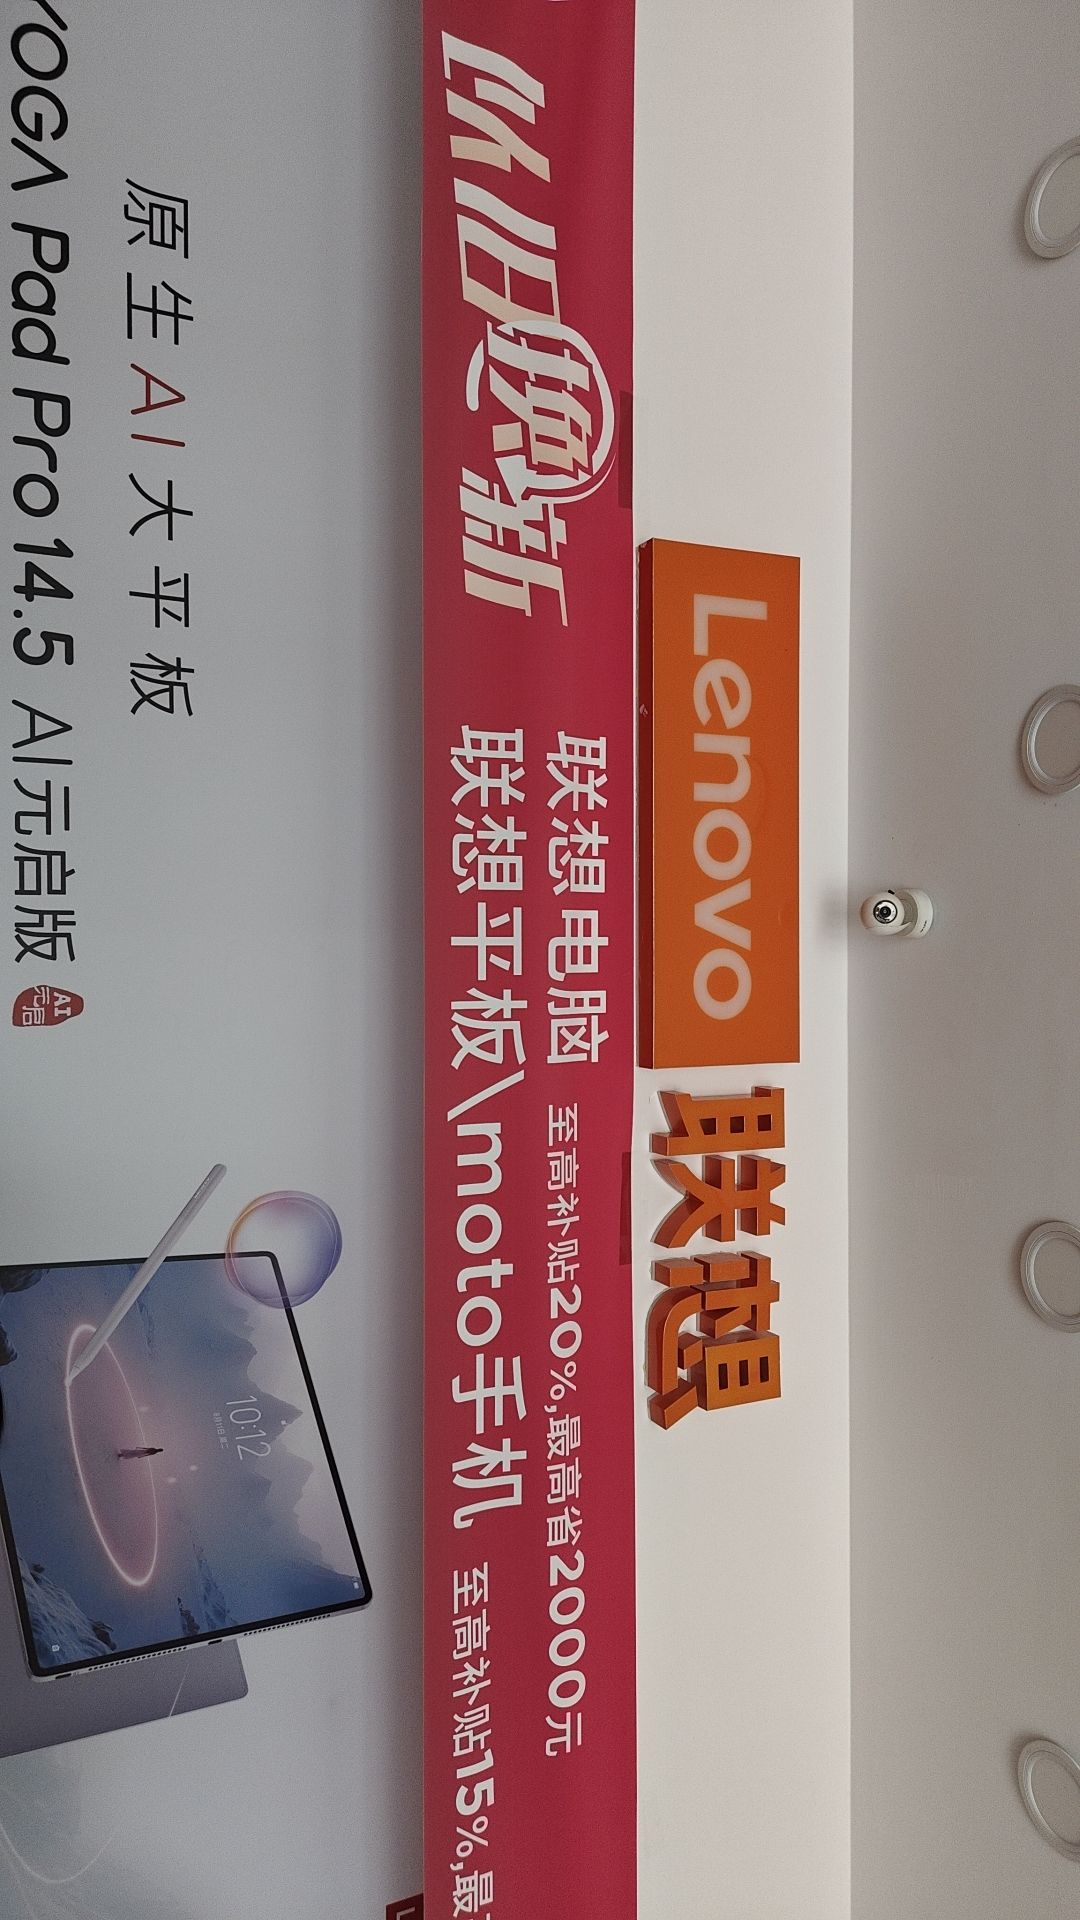 Lenovo 联想
以旧换新
联想电脑 至高补贴20%,最高省2000元
联想平板\moto手机 至高补贴15%,最
原生AI大平板
YOGA Pad Pro 14.5 AI元启版
AI
元启
10:12
L